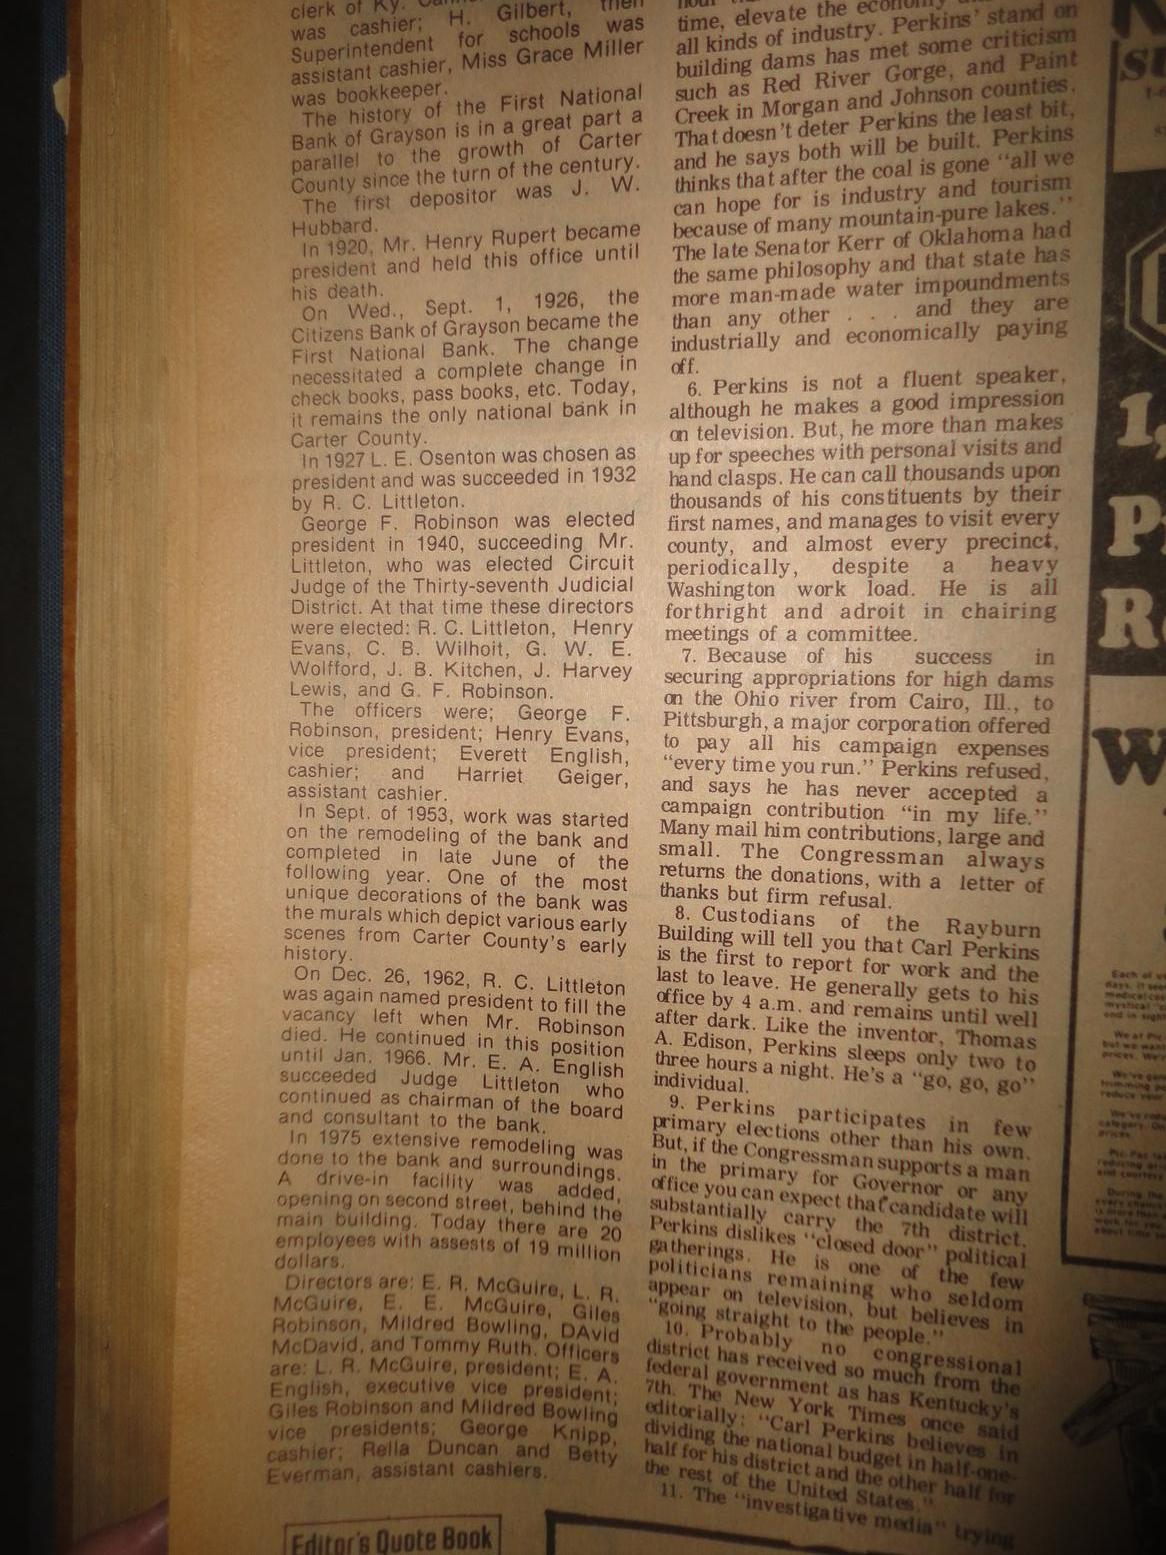 clerk of Ky.
was cashier; H. Gilbert, then
Superintendent for schools was
assistant cashier, Miss Grace Miller
was bookkeeper.
The history of the First National
Bank of Grayson is in a great part a
parallel to the growth of Carter
County since the turn of the century.
The first depositor was J. W.
Hubbard.
In 1920, Mr. Henry Rupert became
president and held this office until
his death.
On Wed., Sept. 1, 1926, the
Citizens Bank of Grayson became the
First National Bank. The change
necessitated a complete change in
check books, pass books, etc. Today,
it remains the only national bank in
Carter County.
In 1927 L. E. Osenton was chosen as
president and was succeeded in 1932
by R. C. Littleton.
George F. Robinson was elected
president in 1940, succeeding Mr.
Littleton, who was elected Circuit
Judge of the Thirty-seventh Judicial
District. At that time these directors
were elected: R. C. Littleton, Henry
Evans, C. B. Wilhoit, G. W. E.
Wolfford, J. B. Kitchen, J. Harvey
Lewis, and G. F. Robinson.
The officers were; George F.
Robinson, president; Henry Evans,
vice president; Everett English,
cashier; and Harriet Geiger,
assistant cashier.
In Sept. of 1953, work was started
on the remodeling of the bank and
completed in late June of the
following year. One of the most
unique decorations of the bank was
the murals which depict various early
scenes from Carter County's early
history.
On Dec. 26, 1962, R. C. Littleton
was again named president to fill the
vacancy left when Mr. Robinson
died. He continued in this position
until Jan. 1966. Mr. E. A. English
succeeded Judge Littleton who
continued as chairman of the board
and consultant to the bank.
In 1975 extensive remodeling was
done to the bank and surroundings.
A drive-in facility was added,
opening on second street, behind the
main building. Today there are 20
employees with assests of 19 million
dollars.
Directors are: E. R. McGuire, L. R.
McGuire, E. E. McGuire, Giles
Robinson, Mildred Bowling, DAvid
McDavid, and Tommy Ruth. Officers
are: L. R. McGuire, president; E. A.
English, executive vice president;
Giles Robinson and Mildred Bowling
vice presidents; George Knipp,
cashier; Rella Duncan and Betty
Everman, assistant cashiers.
Editor's Quote Book
time, elevate the economy
all kinds of industry. Perkins' stand on
building dams has met some criticism
such as Red River Gorge, and Paint
Creek in Morgan and Johnson counties.
That doesn't deter Perkins the least bit,
and he says both will be built. Perkins
thinks that after the coal is gone "all we
can hope for is industry and tourism
because of many mountain-pure lakes."
The late Senator Kerr of Oklahoma had
the same philosophy and that state has
more man-made water impoundments
than any other . . . and they are
industrially and economically paying
off.
6. Perkins is not a fluent speaker,
although he makes a good impression
on television. But, he more than makes
up for speeches with personal visits and
hand clasps. He can call thousands upon
thousands of his constituents by their
first names, and manages to visit every
county, and almost every precinct,
periodically, despite a heavy
Washington work load. He is all
forthright and adroit in chairing
meetings of a committee.
7. Because of his success in
securing appropriations for high dams
on the Ohio river from Cairo, Ill., to
Pittsburgh, a major corporation offered
to pay all his campaign expenses
"every time you run." Perkins refused,
and says he has never accepted a
campaign contribution "in my life."
Many mail him contributions, large and
small. The Congressman always
returns the donations, with a letter of
thanks but firm refusal.
8. Custodians of the Rayburn
Building will tell you that Carl Perkins
is the first to report for work and the
last to leave. He generally gets to his
office by 4 a.m. and remains until well
after dark. Like the inventor, Thomas
A. Edison, Perkins sleeps only two to
three hours a night. He's a "go, go, go"
individual.
9. Perkins participates in few
primary elections other than his own.
But, if the Congressman supports a man
in the primary for Governor or any
office you can expect that candidate will
substantially carry the 7th district.
Perkins dislikes "closed door" political
gatherings. He is one of the few
politicians remaining who seldom
appear on television, but believes in
"going straight to the people."
10. Probably no congressional
district has received so much from the
federal government as has Kentucky's
7th. The New York Times once said
editorially: "Carl Perkins believes in
dividing the national budget in half-one-
half for his district and the other half for
the rest of the United States."
11. The "investigative media" trying